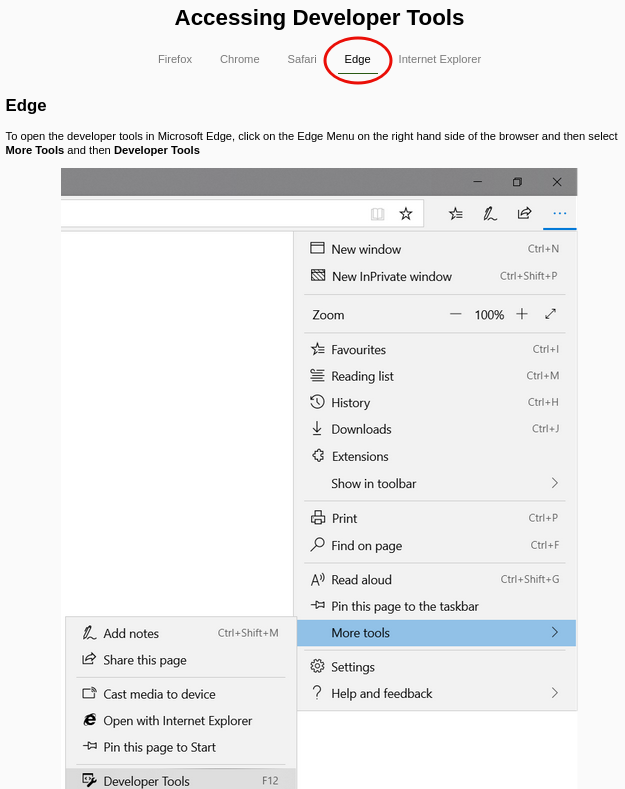 Accessing Developer Tools
Firefox Chrome Safari Edge Internet Explorer
Edge
To open the developer tools in Microsoft Edge, click on the Edge Menu on the right hand side of the browser and then select
More Tools and then Developer Tools
New window Ctrl+N
New InPrivate window Ctrl+Shift+P
Zoom 100%
Favourites Ctrl+I
Reading list Ctrl+M
History Ctrl+H
Downloads Ctrl+J
Extensions
Show in toolbar
Print Ctrl+P
Find on page Ctrl+F
Read aloud Ctrl+Shift+G
Pin this page to the taskbar
More tools
Settings
Help and feedback
Add notes Ctrl+Shift+M
Share this page
Cast media to device
Open with Internet Explorer
Pin this page to Start
Developer Tools F12